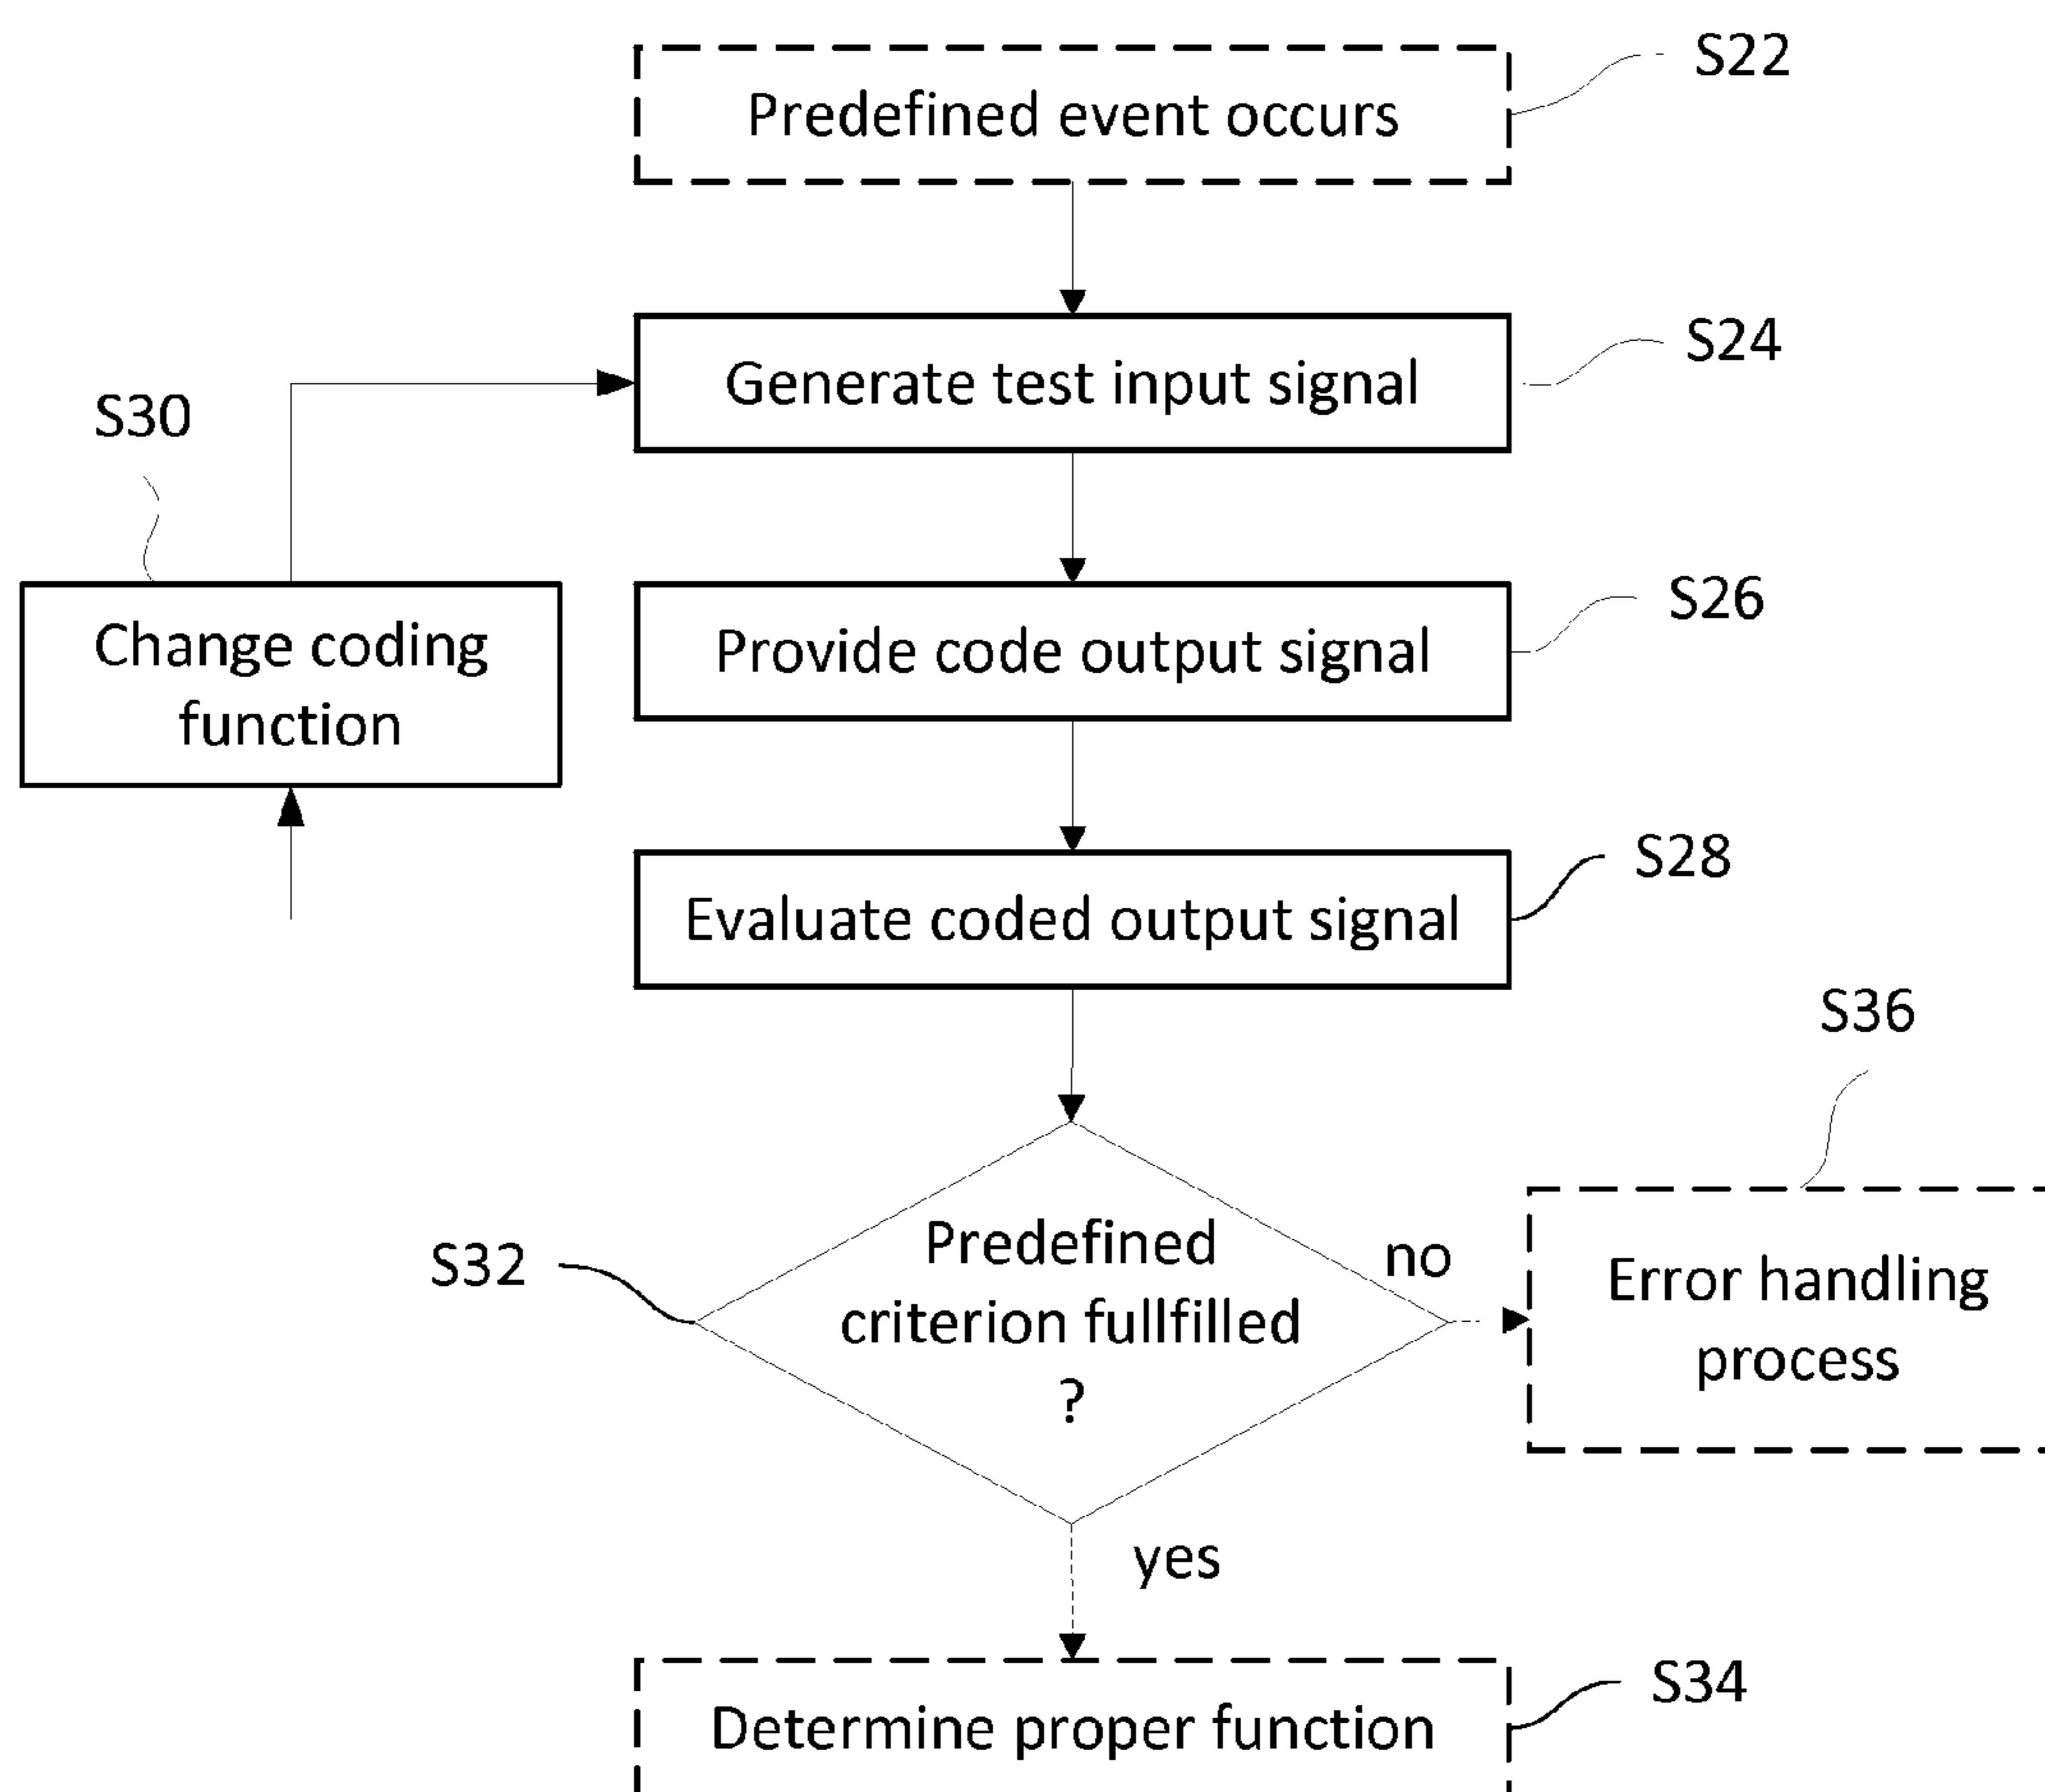 S22
Predefined event occurs
S24
Generate test input signal
S30
S26
Change coding
function
Provide code output signal
S28
Evaluate coded output signal
S36
S32
Predefined
criterion fullfilled
?
no
Error handling
process
yes
S34
Determine proper function